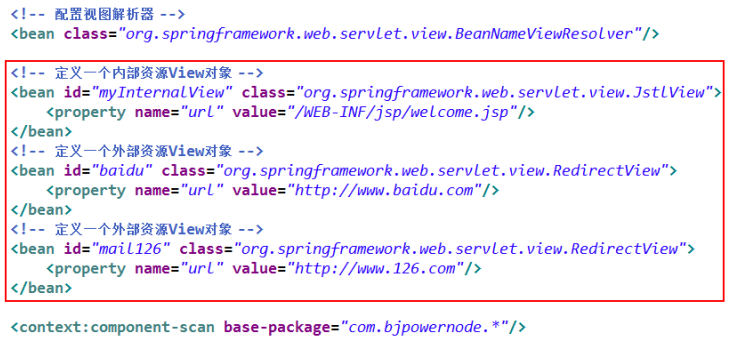 <!-- 配置视图解析器 -->
<bean class="org.springframework.web.servlet.view.BeanNameViewResolver"/>
<!-- 定义一个内部资源View对象 -->
<bean id="myInternalView" class="org.springframework.web.servlet.view.JstlView">
<property name="url" value="/WEB-INF/jsp/welcome.jsp"/>
</bean>
<!-- 定义一个外部资源View对象 -->
<bean id="baidu" class="org.springframework.web.servlet.view.RedirectView">
<property name="url" value="http://www.baidu.com"/>
</bean>
<!-- 定义一个外部资源View对象 -->
<bean id="mail126" class="org.springframework.web.servlet.view.RedirectView">
<property name="url" value="http://www.126.com"/>
</bean>
<context:component-scan base-package="com.bjpowernode.*"/>